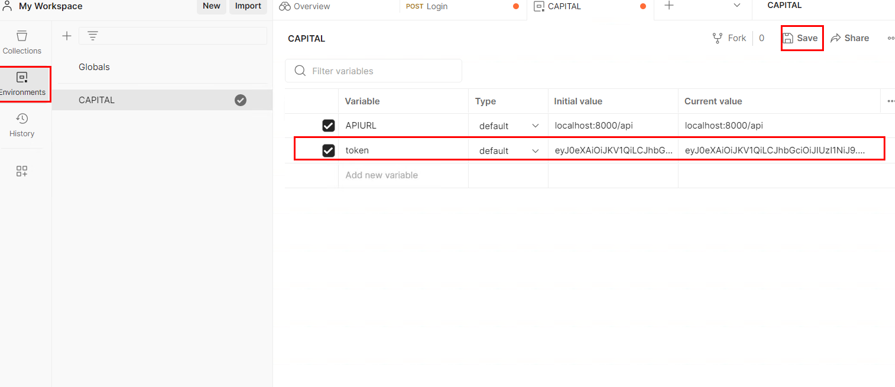 My Workspace New Import Overview POST Login CAPITAL CAPITAL
Collections
Environments
History
Globals
CAPITAL
CAPITAL Fork 0 Save Share
Filter variables
Variable Type Initial value Current value
APIURL default localhost:8000/api localhost:8000/api
token default eyJ0eXAiOiJKV1QiLCJhbG... eyJ0eXAiOiJKV1QiLCJhbGciOiJIUzI1NiJ9....
Add new variable